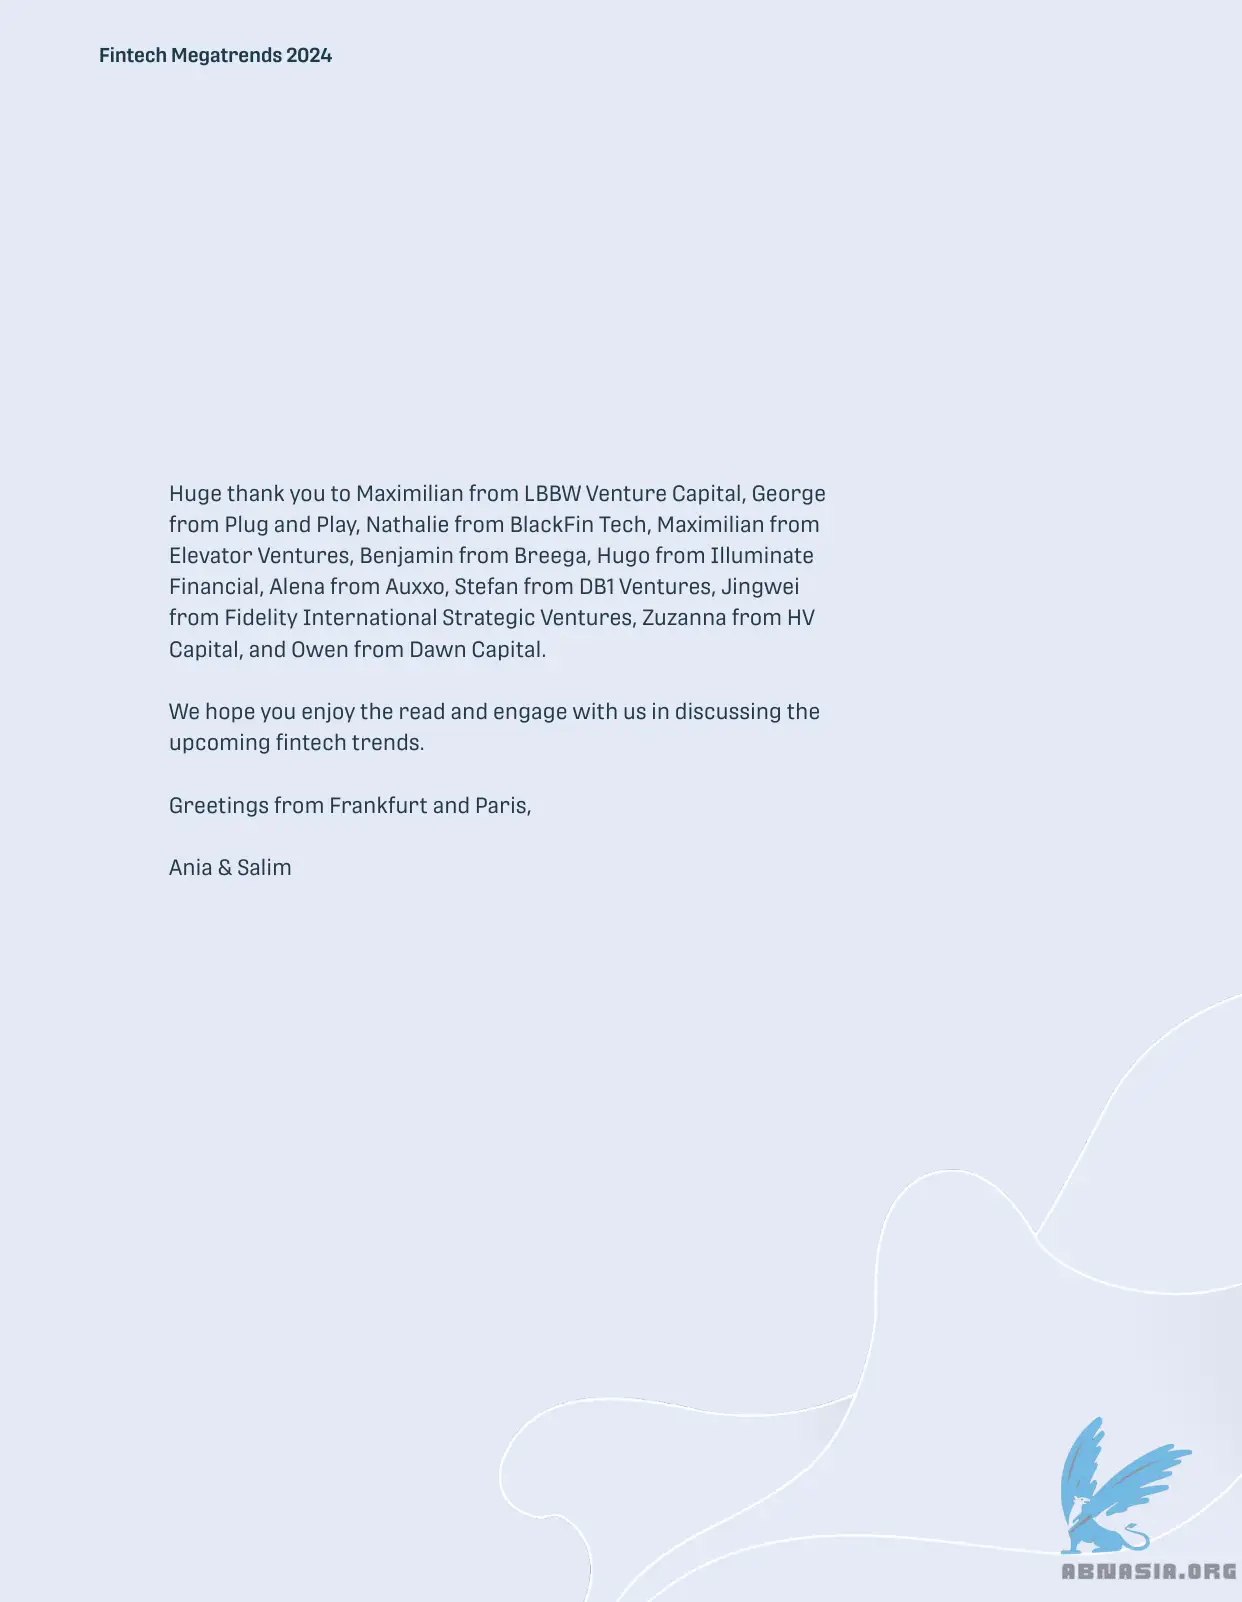 Fintech Megatrends 2024
Huge thank you to Maximilian from LBBW Venture Capital, George
from Plug and Play, Nathalie from BlackFin Tech, Maximilian from
Elevator Ventures, Benjamin from Breega, Hugo from Illuminate
Financial, Alena from Auxxo, Stefan from DB1 Ventures, Jingwei
from Fidelity International Strategic Ventures, Zuzanna from HV
Capital, and Owen from Dawn Capital.
We hope you enjoy the read and engage with us in discussing the
upcoming fintech trends.
Greetings from Frankfurt and Paris,
Ania & Salim
ABNASIA.ORG